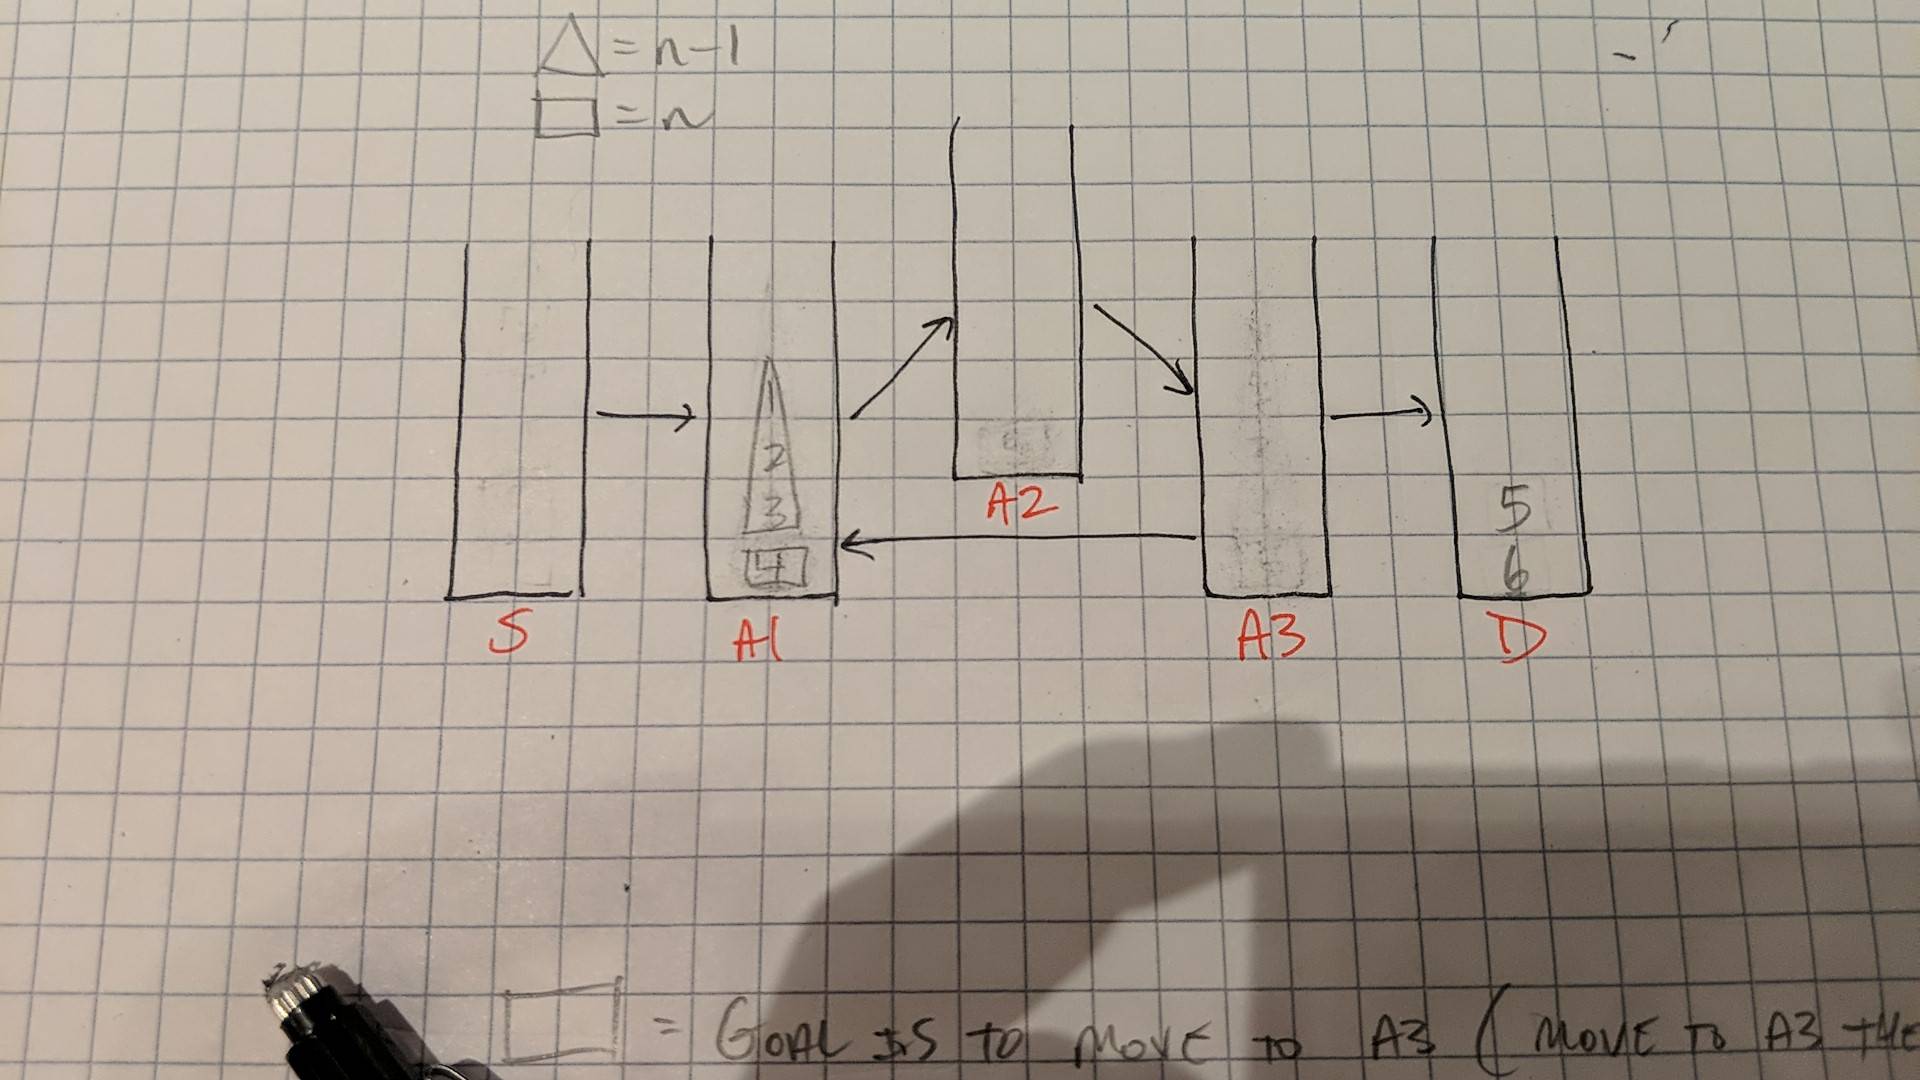 △ = n-1
□ = n
1
2
3
4
5
6
S A1 A2 A3 D
□ = GOAL IS TO MOVE TO A3 ( MOVE TO A3 THE